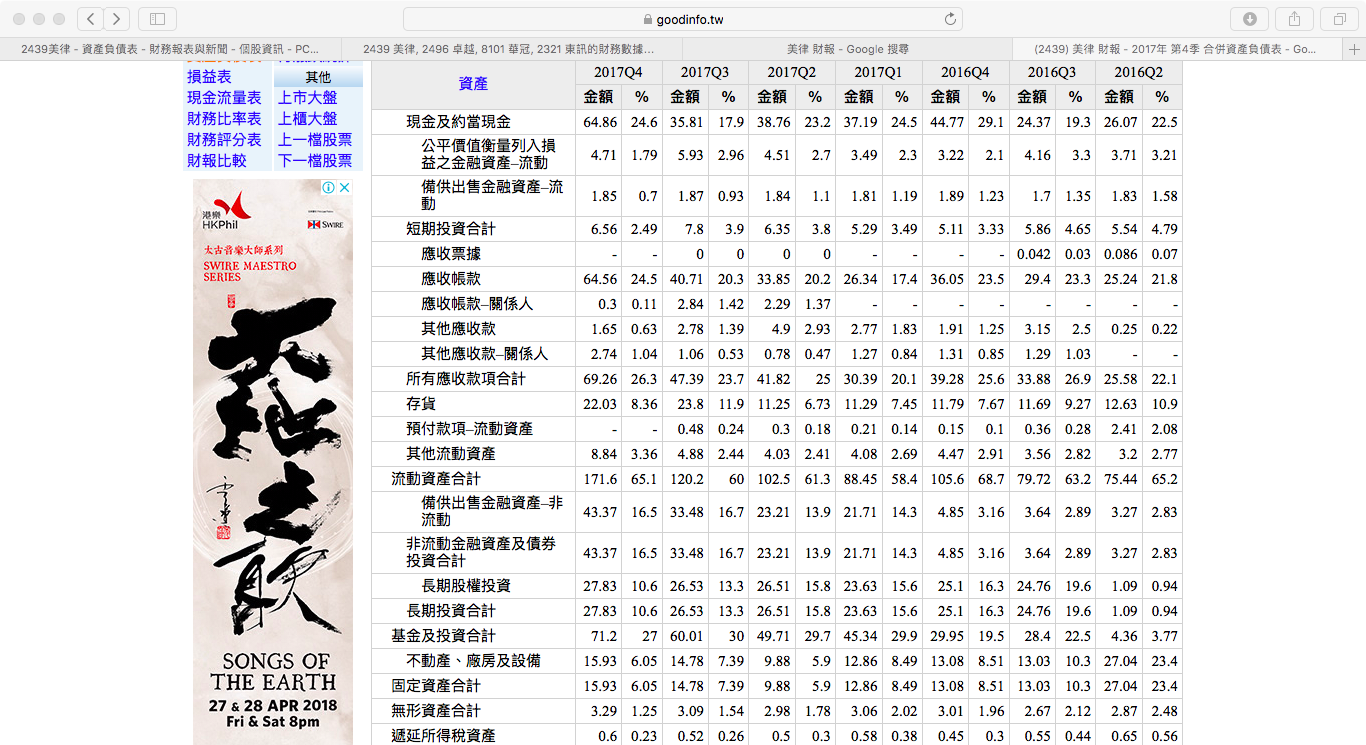 goodinfo.tw
2439美律 - 資產負債表 - 財務報表與新聞 - 個股資訊 - PC...
2439 美律, 2496 卓越, 8101 華冠, 2321 東訊的財務數據...
美律 財報 - Google 搜尋
(2439) 美律 財報 - 2017年 第4季 合併資產負債表 - Go...
損益表 其他
現金流量表 上市大盤
財務比率表 上櫃大盤
財務評分表 上一檔股票
財報比較 下一檔股票
港樂
HKPhil
SWIRE
太古音樂大師系列
SWIRE MAESTRO
SERIES
大
地
之
歌
SONGS OF
THE EARTH
27 & 28 APR 2018
Fri & Sat 8pm
資產 2017Q4 2017Q3 2017Q2 2017Q1 2016Q4 2016Q3 2016Q2
金額 % 金額 % 金額 % 金額 % 金額 % 金額 % 金額 %
現金及約當現金 64.86 24.6 35.81 17.9 38.76 23.2 37.19 24.5 44.77 29.1 24.37 19.3 26.07 22.5
公平價值衡量列入損
益之金融資產–流動 4.71 1.79 5.93 2.96 4.51 2.7 3.49 2.3 3.22 2.1 4.16 3.3 3.71 3.21
備供出售金融資產–流
動 1.85 0.7 1.87 0.93 1.84 1.1 1.81 1.19 1.89 1.23 1.7 1.35 1.83 1.58
短期投資合計 6.56 2.49 7.8 3.9 6.35 3.8 5.29 3.49 5.11 3.33 5.86 4.65 5.54 4.79
應收票據 - - 0 0 0 0 - - - - 0.042 0.03 0.086 0.07
應收帳款 64.56 24.5 40.71 20.3 33.85 20.2 26.34 17.4 36.05 23.5 29.4 23.3 25.24 21.8
應收帳款–關係人 0.3 0.11 2.84 1.42 2.29 1.37 - - - - - - - -
其他應收款 1.65 0.63 2.78 1.39 4.9 2.93 2.77 1.83 1.91 1.25 3.15 2.5 0.25 0.22
其他應收款–關係人 2.74 1.04 1.06 0.53 0.78 0.47 1.27 0.84 1.31 0.85 1.29 1.03 - -
所有應收款項合計 69.26 26.3 47.39 23.7 41.82 25 30.39 20.1 39.28 25.6 33.88 26.9 25.58 22.1
存貨 22.03 8.36 23.8 11.9 11.25 6.73 11.29 7.45 11.79 7.67 11.69 9.27 12.63 10.9
預付款項–流動資產 - - 0.48 0.24 0.3 0.18 0.21 0.14 0.15 0.1 0.36 0.28 2.41 2.08
其他流動資產 8.84 3.36 4.88 2.44 4.03 2.41 4.08 2.69 4.47 2.91 3.56 2.82 3.2 2.77
流動資產合計 171.6 65.1 120.2 60 102.5 61.3 88.45 58.4 105.6 68.7 79.72 63.2 75.44 65.2
備供出售金融資產–非
流動 43.37 16.5 33.48 16.7 23.21 13.9 21.71 14.3 4.85 3.16 3.64 2.89 3.27 2.83
非流動金融資產及債券
投資合計 43.37 16.5 33.48 16.7 23.21 13.9 21.71 14.3 4.85 3.16 3.64 2.89 3.27 2.83
長期股權投資 27.83 10.6 26.53 13.3 26.51 15.8 23.63 15.6 25.1 16.3 24.76 19.6 1.09 0.94
長期投資合計 27.83 10.6 26.53 13.3 26.51 15.8 23.63 15.6 25.1 16.3 24.76 19.6 1.09 0.94
基金及投資合計 71.2 27 60.01 30 49.71 29.7 45.34 29.9 29.95 19.5 28.4 22.5 4.36 3.77
不動產、廠房及設備 15.93 6.05 14.78 7.39 9.88 5.9 12.86 8.49 13.08 8.51 13.03 10.3 27.04 23.4
固定資產合計 15.93 6.05 14.78 7.39 9.88 5.9 12.86 8.49 13.08 8.51 13.03 10.3 27.04 23.4
無形資產合計 3.29 1.25 3.09 1.54 2.98 1.78 3.06 2.02 3.01 1.96 2.67 2.12 2.87 2.48
遞延所得稅資產 0.6 0.23 0.52 0.26 0.5 0.3 0.58 0.38 0.45 0.3 0.55 0.44 0.65 0.56